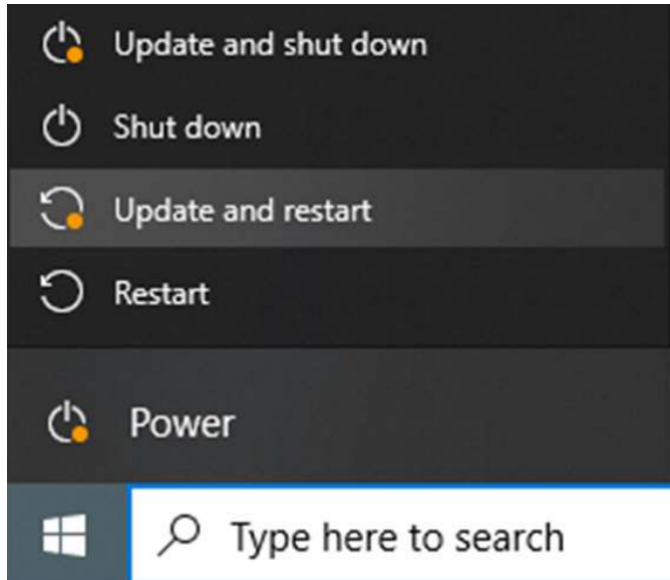 Update and shut down
Shut down
Update and restart
Restart
Power
Type here to search